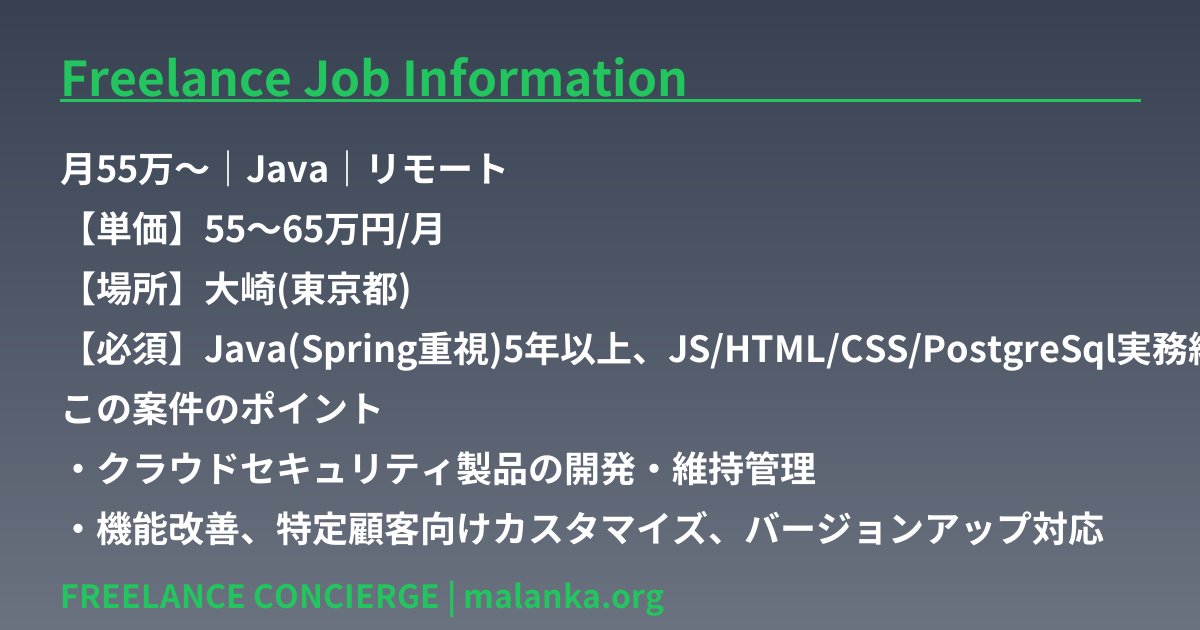 Freelance Job Information
月55万〜｜Java｜リモート
【単価】55〜65万円/月
【場所】大崎(東京都)
【必須】Java(Spring重視)5年以上、JS/HTML/CSS/PostgreSql実務
この案件のポイント
・クラウドセキュリティ製品の開発・維持管理
・機能改善、特定顧客向けカスタマイズ、バージョンアップ対応
FREELANCE CONCIERGE | malanka.org